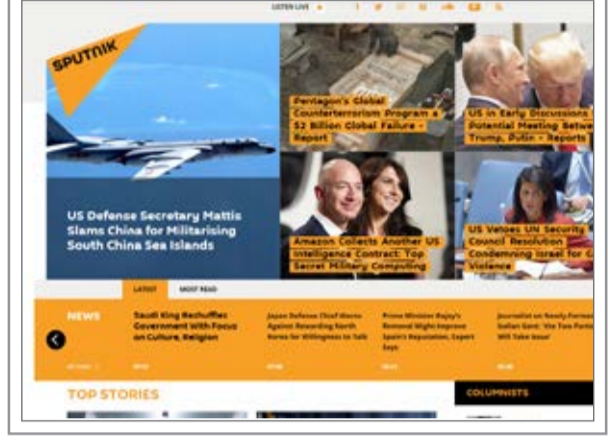 LISTEN LIVE
SPUTNIK
Pentagon's Global
Counterterrorism Program a
$2 Billion Global Failure -
Report
US in Early Discussions
Potential Meeting Betwe
Trump, Putin - Reports
US Defense Secretary Mattis
Slams China for Militarising
South China Sea Islands
Amazon Collects Another US
Intelligence Contract: Top
Secret Military Computing
US Vetoes UN Security
Council Resolution
Condemning Israel for G
Violence
LATEST
MOST READ
NEWS
Saudi King Reshuffles
Government With Focus
on Culture, Religion
Japan Defense Chief Warns
Against Rewarding North
Korea for Willingness to Talk
Prime Minister Rajoy's
Removal Might Improve
Spain's Reputation, Expert
Says
Journalist on Newly-Formed
Italian Govt: The Two Parties
Will Take Issue
TOP STORIES
COLUMNISTS